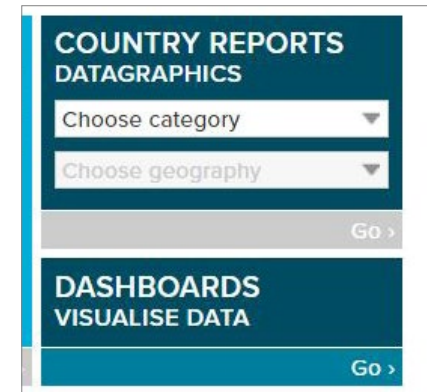 COUNTRY REPORTS
DATAGRAPHICS
Choose category
Choose geography
Go ›
DASHBOARDS
VISUALISE DATA
Go ›